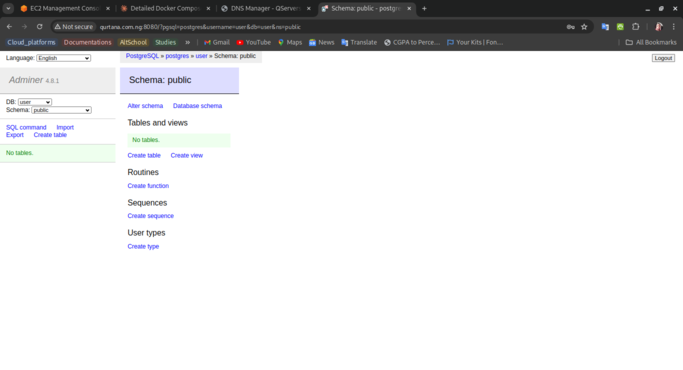 EC2 Management Consol
Detailed Docker Compo
DNS Manager - QServers
Schema: public - postgre
Not secure
qurtana.com.ng:8080/?pgsql=postgres&username=user&db=user&ns=public
Cloud_platforms
Documentations
AltSchool
Studies
»
Gmail
YouTube
Maps
News
Translate
CGPA to Perce...
Your Kits | Fon...
All Bookmarks
Language: English
PostgreSQL » postgres » user » Schema: public
Logout
Adminer 4.8.1
Schema: public
DB: user
Schema: public
SQL command Import
Export Create table
No tables.
Alter schema Database schema
Tables and views
No tables.
Create table Create view
Routines
Create function
Sequences
Create sequence
User types
Create type